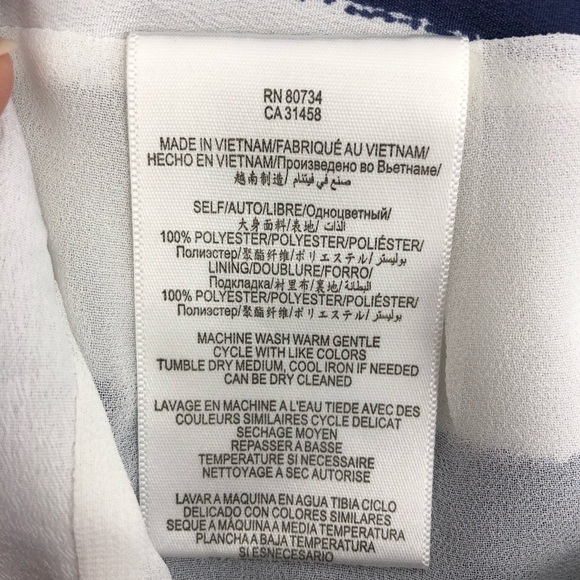 RN 80734
CA 31458
MADE IN VIETNAM/FABRIQUÉ AU VIETNAM/
HECHO EN VIETNAM/Произведено во Вьетнаме/
越南制造/ صنع في فيتنام/
SELF/AUTO/LIBRE/Одноцветный/
大身面料/表地/ الذات/
100% POLYESTER/POLYESTER/POLIÉSTER/
Полиэстер/聚酯纤维/ポリエステル/ بوليستر/
LINING/DOUBLURE/FORRO/
Подкладка/衬里布/裏地/ البطانة/
100% POLYESTER/POLYESTER/POLIÉSTER/
Полиэстер/聚酯纤维/ポリエステル/ بوليستر/
MACHINE WASH WARM GENTLE
CYCLE WITH LIKE COLORS
TUMBLE DRY MEDIUM, COOL IRON IF NEEDED
CAN BE DRY CLEANED
LAVAGE EN MACHINE A L'EAU TIEDE AVEC DES
COULEURS SIMILAIRES CYCLE DELICAT
SECHAGE MOYEN
REPASSER A BASSE
TEMPERATURE SI NECESSAIRE
NETTOYAGE A SEC AUTORISE
LAVAR A MAQUINA EN AGUA TIBIA CICLO
DELICADO CON COLORES SIMILARES
SEQUE A MÁQUINA A MEDIA TEMPERATURA
PLANCHA A BAJA TEMPERATURA
SI ESNECESARIO